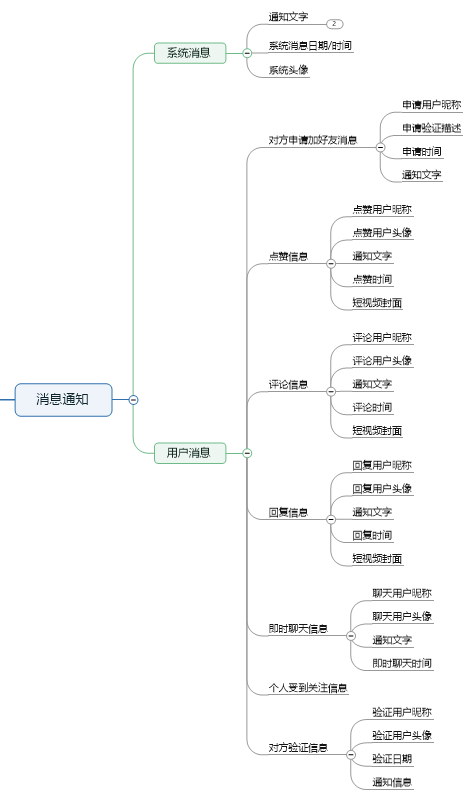 消息通知
系统消息
通知文字
2
系统消息日期/时间
系统头像
用户消息
对方申请加好友消息
申请用户昵称
申请验证描述
申请时间
通知文字
点赞信息
点赞用户昵称
点赞用户头像
通知文字
点赞时间
短视频封面
评论信息
评论用户昵称
评论用户头像
通知文字
评论时间
短视频封面
回复信息
回复用户昵称
回复用户头像
通知文字
回复时间
短视频封面
即时聊天信息
聊天用户昵称
聊天用户头像
通知文字
即时聊天时间
个人受到关注信息
对方验证信息
验证用户昵称
验证用户头像
验证日期
通知信息